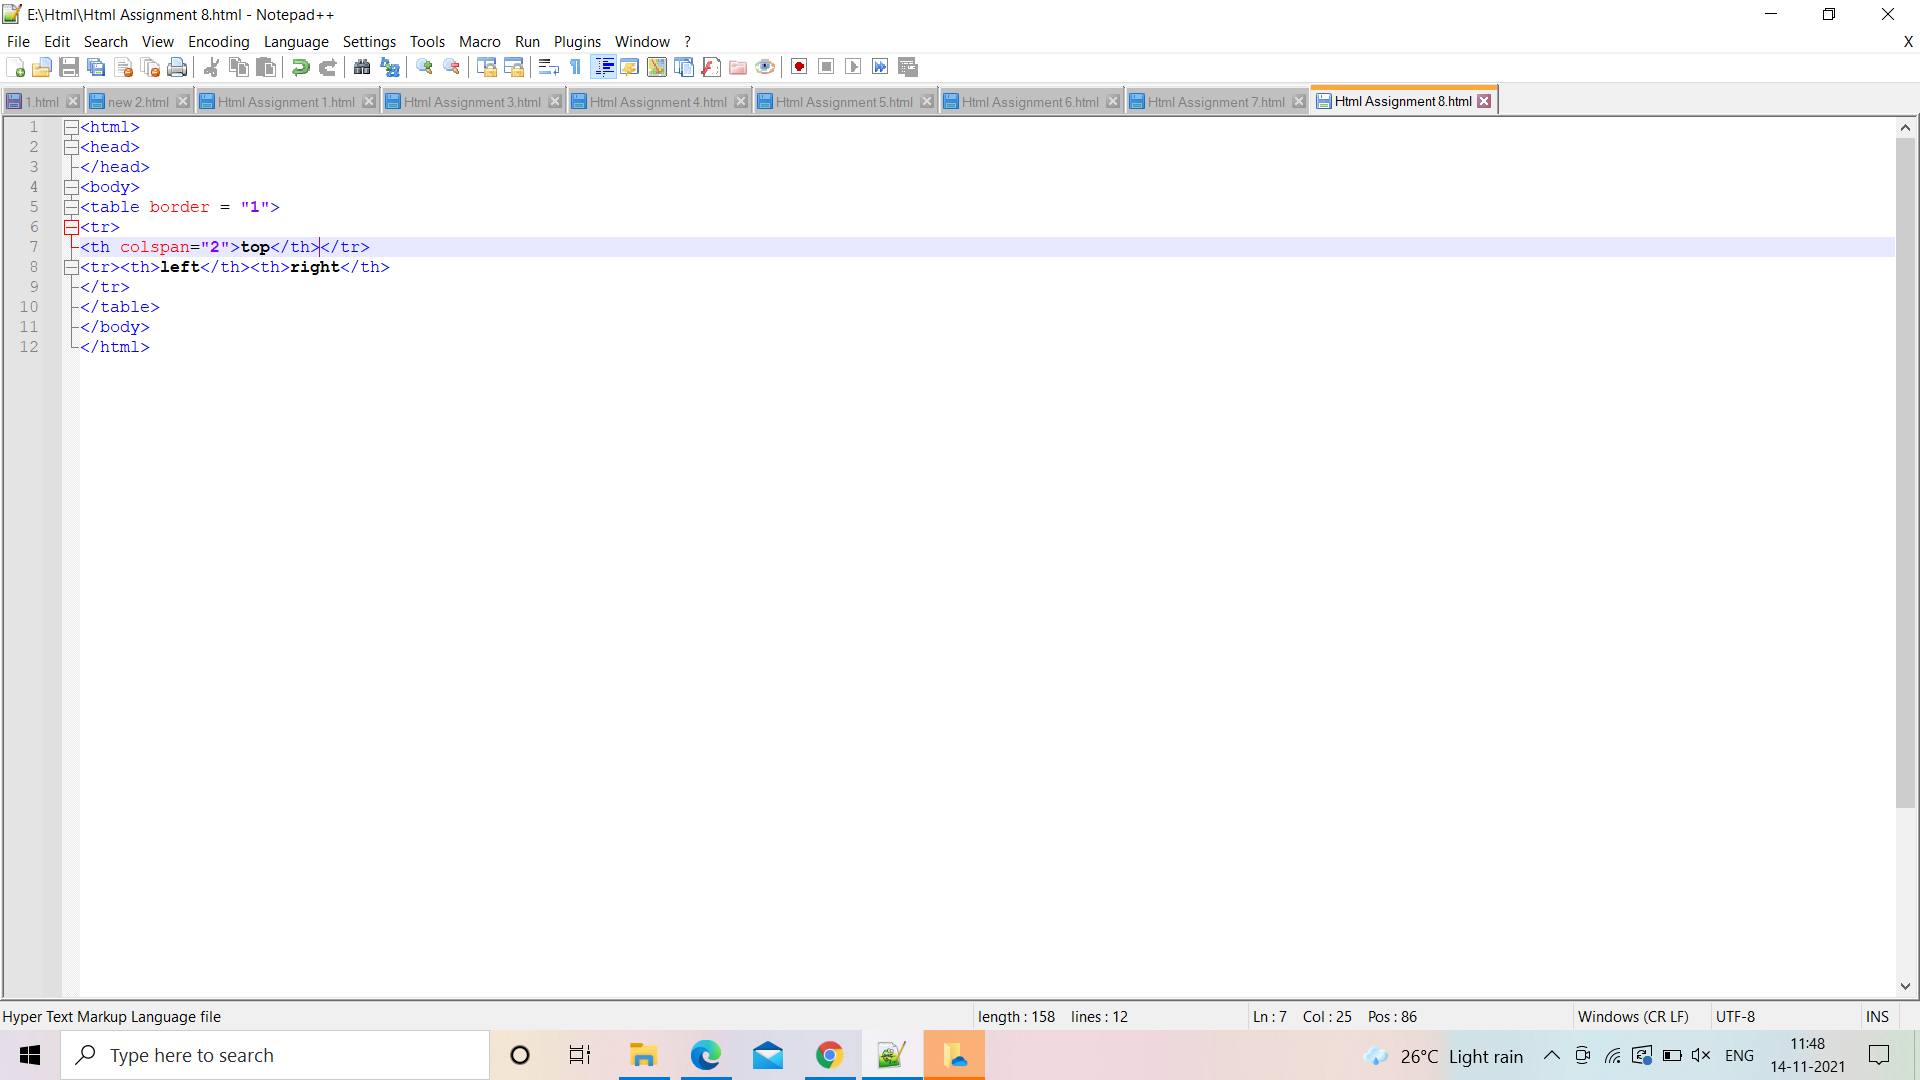 E:\Html\Html Assignment 8.html - Notepad++
File Edit Search View Encoding Language Settings Tools Macro Run Plugins Window ? X
1.html new 2.html Html Assignment 1.html Html Assignment 3.html Html Assignment 4.html Html Assignment 5.html Html Assignment 6.html Html Assignment 7.html Html Assignment 8.html
1 <html>
2 <head>
3 </head>
4 <body>
5 <table border = "1">
6 <tr>
7 <th colspan="2">top</th></tr>
8 <tr><th>left</th><th>right</th>
9 </tr>
10 </table>
11 </body>
12 </html>
Hyper Text Markup Language file length : 158 lines : 12 Ln : 7 Col : 25 Pos : 86 Windows (CR LF) UTF-8 INS
Type here to search 26°C Light rain ENG 11:48
14-11-2021